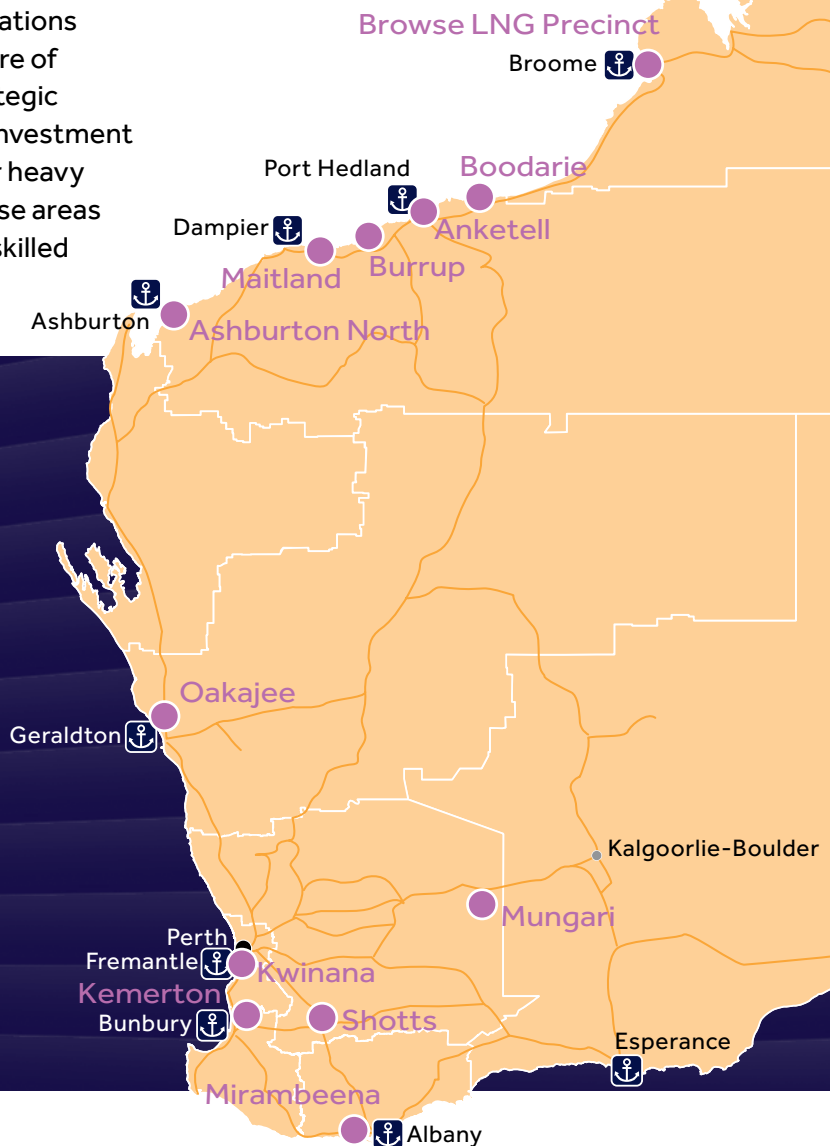 ations
re of
tegic
nvestment
heavy
se areas
skilled
Browse LNG Precinct
Broome
Port Hedland
Boodarie
Dampier
Anketell
Burrup
Maitland
Ashburton
Ashburton North
Oakajee
Geraldton
Kalgoorlie-Boulder
Mungari
Perth
Fremantle
Kwinana
Kemerton
Bunbury
Shotts
Esperance
Mirambeena
Albany